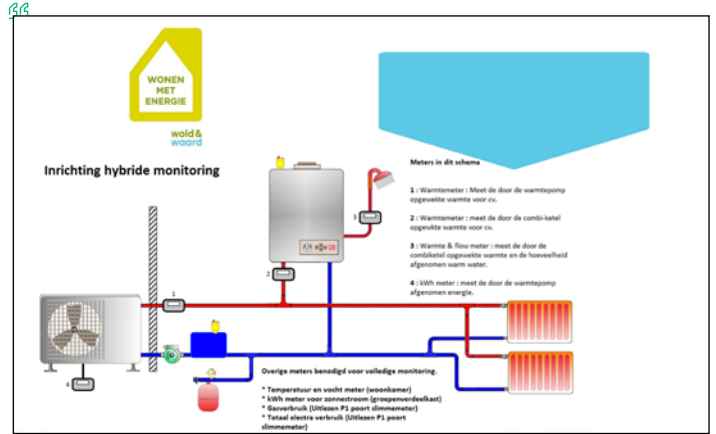 WONEN
MET
ENERGIE
wold&
waard
Inrichting hybride monitoring
Meters in dit schema
1 : Warmtemeter : Meet de door de warmtepomp
opgewekte warmte voor cv.
2 : Warmtemeter : meet de door de combi-ketel
opgewkte warmte voor cv.
3 : Warmte & flow meter : meet de door de
combiketel opgewekte warmte en de hoeveelheid
afgenomen warm water.
4 : kWh meter : meet de door de warmtepomp
afgenomen energie.
3
2
1
4
Overige meters benodigd voor volledige monitoring.
* Temperatuur en vocht meter (woonkamer)
* kWh meter voor zonnestroom (groepenverdeelkast)
* Gasverbruik (Uitlezen P1 poort slimmemeter)
* Totaal electra verbruik (Uitlezen P1 poort
slimmemeter)